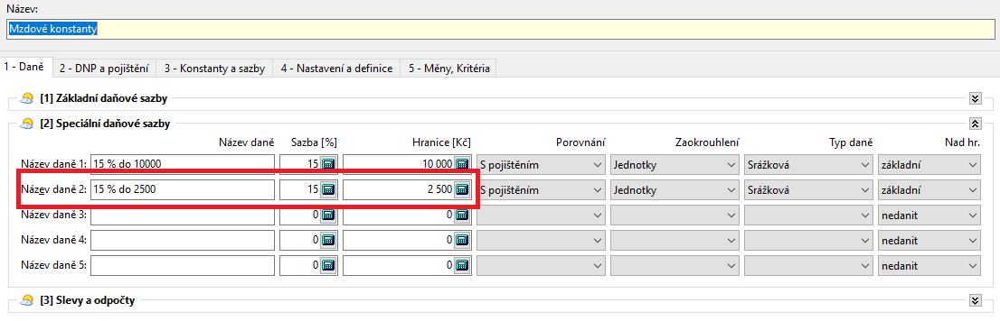 Název:
Mzdové konstanty
1 - Daně 2 - DNP a pojištění 3 - Konstanty a sazby 4 - Nastavení a definice 5 - Měny, Kritéria
[1] Základní daňové sazby
[2] Speciální daňové sazby
Název daně Sazba [%] Hranice [Kč] Porovnání Zaokrouhlení Typ daně Nad hr.
Název daně 1: 15 % do 10000 15 10 000 S pojištěním Jednotky Srážková základní
Název daně 2: 15 % do 2500 15 2 500 S pojištěním Jednotky Srážková základní
Název daně 3: 0 0 nedanit
Název daně 4: 0 0 nedanit
Název daně 5: 0 0 nedanit
[3] Slevy a odpočty